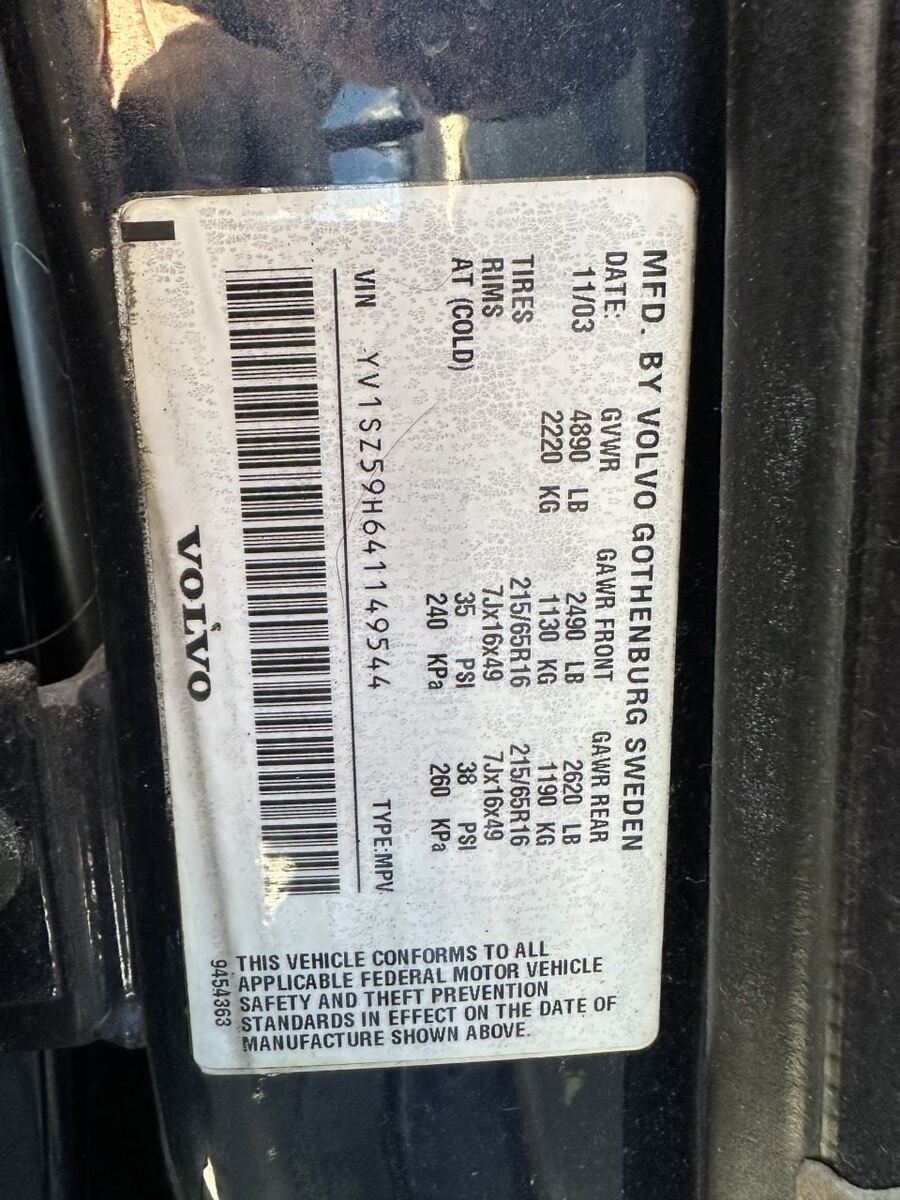 MFD. BY VOLVO GOTHENBURG SWEDEN
DATE: GVWR GAWR FRONT GAWR REAR
11/03 4890 LB 2490 LB 2620 LB
2220 KG 1130 KG 1190 KG
TIRES 215/65R16 215/65R16
RIMS 7Jx16x49 7Jx16x49
AT (COLD) 35 PSI 38 PSI
240 KPa 260 KPa
VIN YV1SZ59H641149544 TYPE:MPV
VOLVO
THIS VEHICLE CONFORMS TO ALL
APPLICABLE FEDERAL MOTOR VEHICLE
SAFETY AND THEFT PREVENTION
STANDARDS IN EFFECT ON THE DATE OF
MANUFACTURE SHOWN ABOVE.
9454363